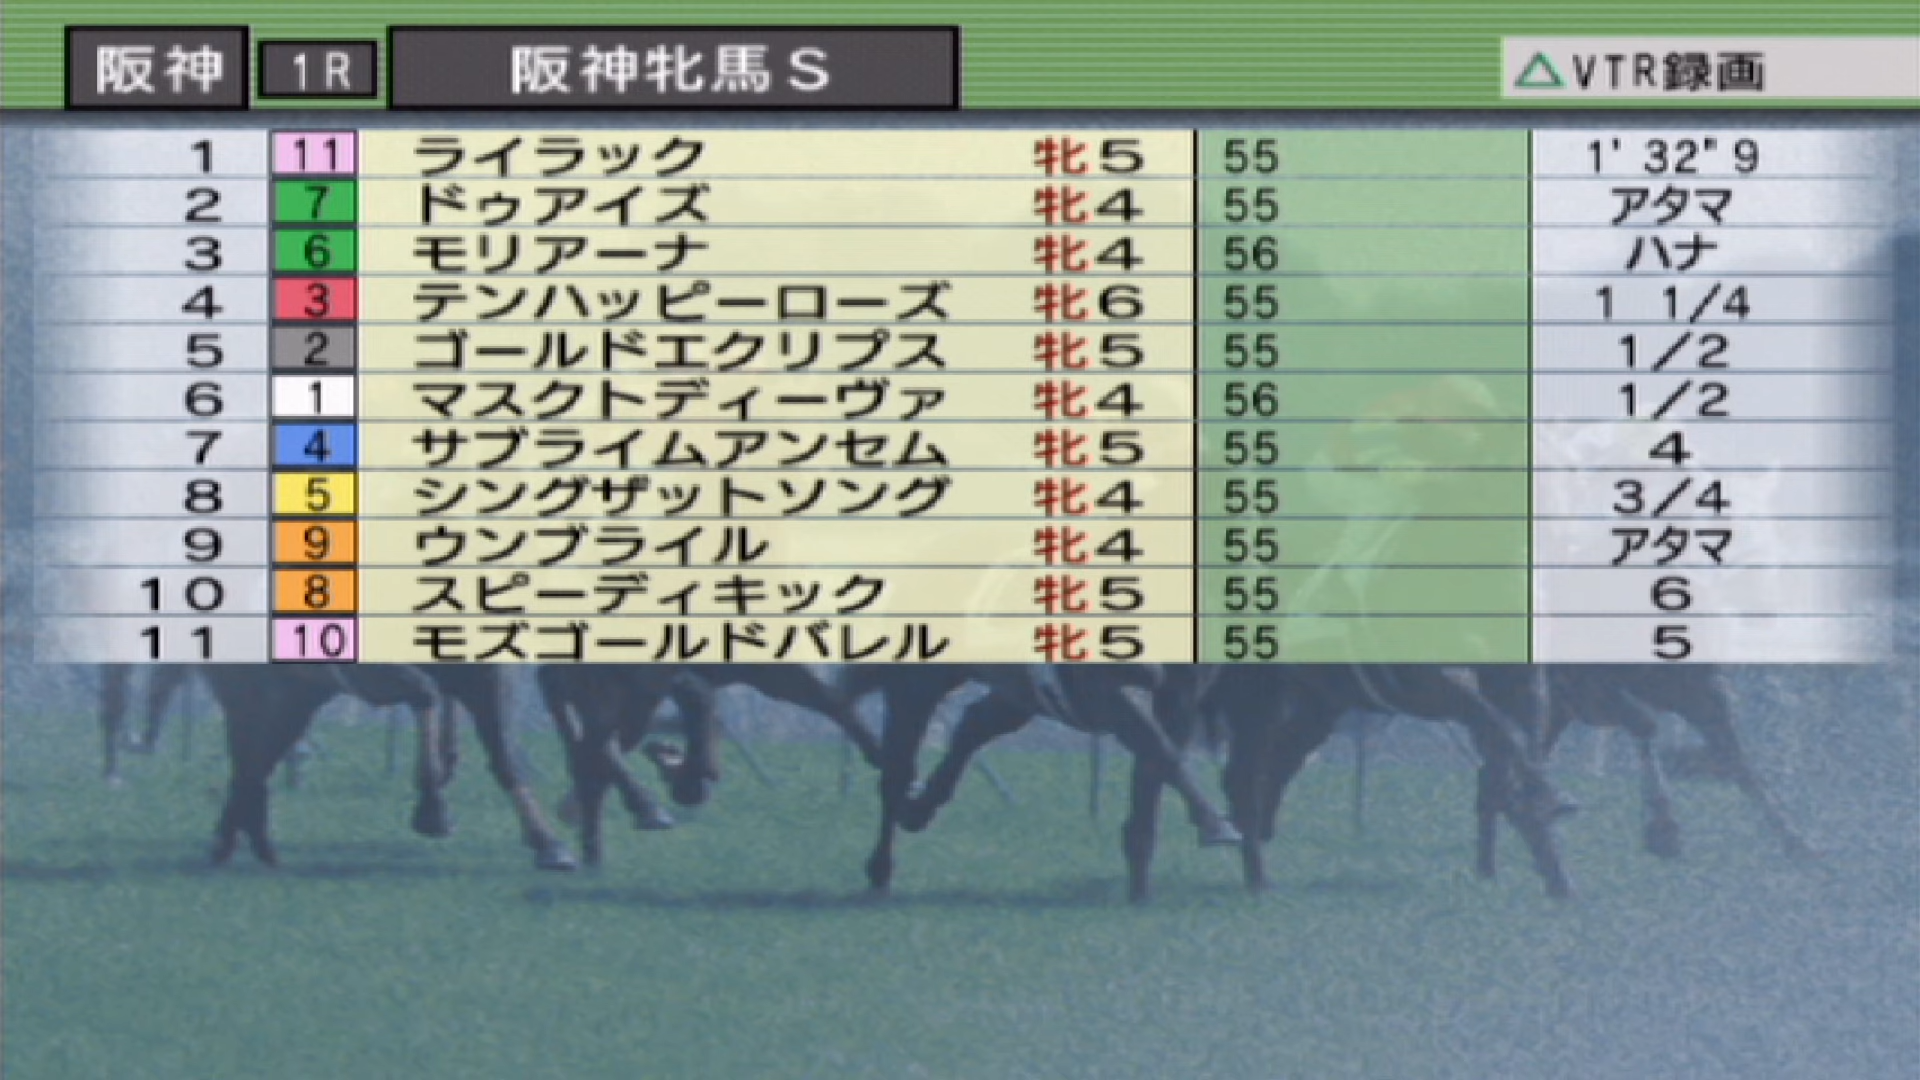 阪神 1R 阪神牝馬S △VTR録画
1 11 ライラック 牝5 55 1'32"9
2 7 ドゥアイズ 牝4 55 アタマ
3 6 モリアーナ 牝4 56 ハナ
4 3 テンハッピーローズ 牝6 55 1 1/4
5 2 ゴールドエクリプス 牝5 55 1/2
6 1 マスクトディーヴァ 牝4 56 1/2
7 4 サブライムアンセム 牝5 55 4
8 5 シングザットソング 牝4 55 3/4
9 9 ウンブライル 牝4 55 アタマ
10 8 スピーディキック 牝5 55 6
11 10 モズゴールドバレル 牝5 55 5